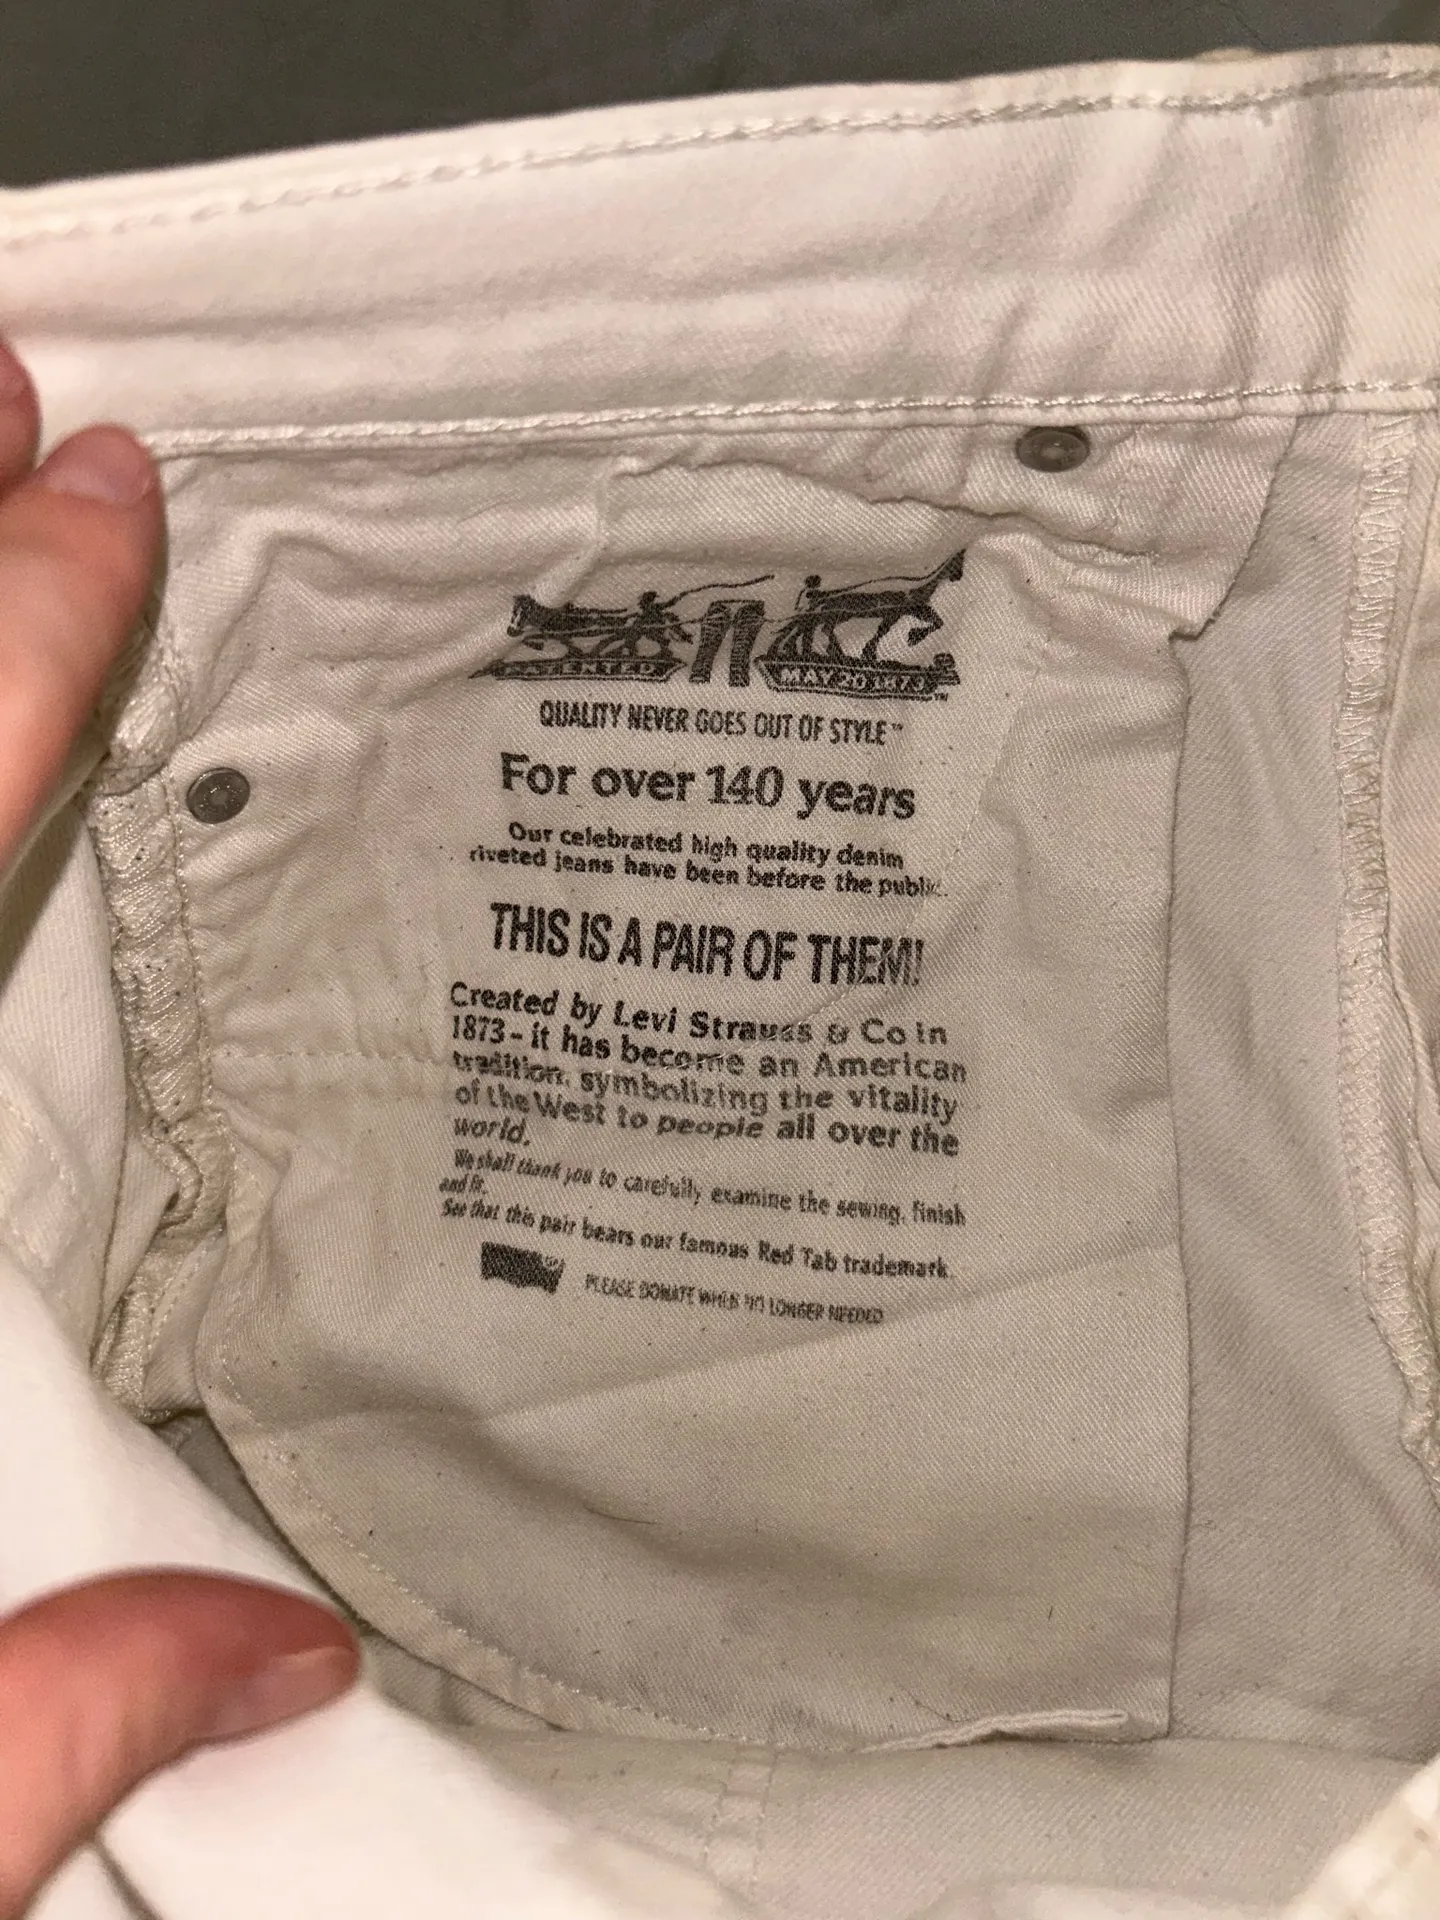 PATENTED
MAY 20 1873™
QUALITY NEVER GOES OUT OF STYLE™
For over 140 years
Our celebrated high quality denim
riveted jeans have been before the public.
THIS IS A PAIR OF THEM!
Created by Levi Strauss & Co in
1873 - it has become an American
tradition, symbolizing the vitality
of the West to people all over the
world.
We shall thank you to carefully examine the sewing, finish
and fit.
See that this pair bears our famous Red Tab trademark.
PLEASE DONATE WHEN NO LONGER NEEDED